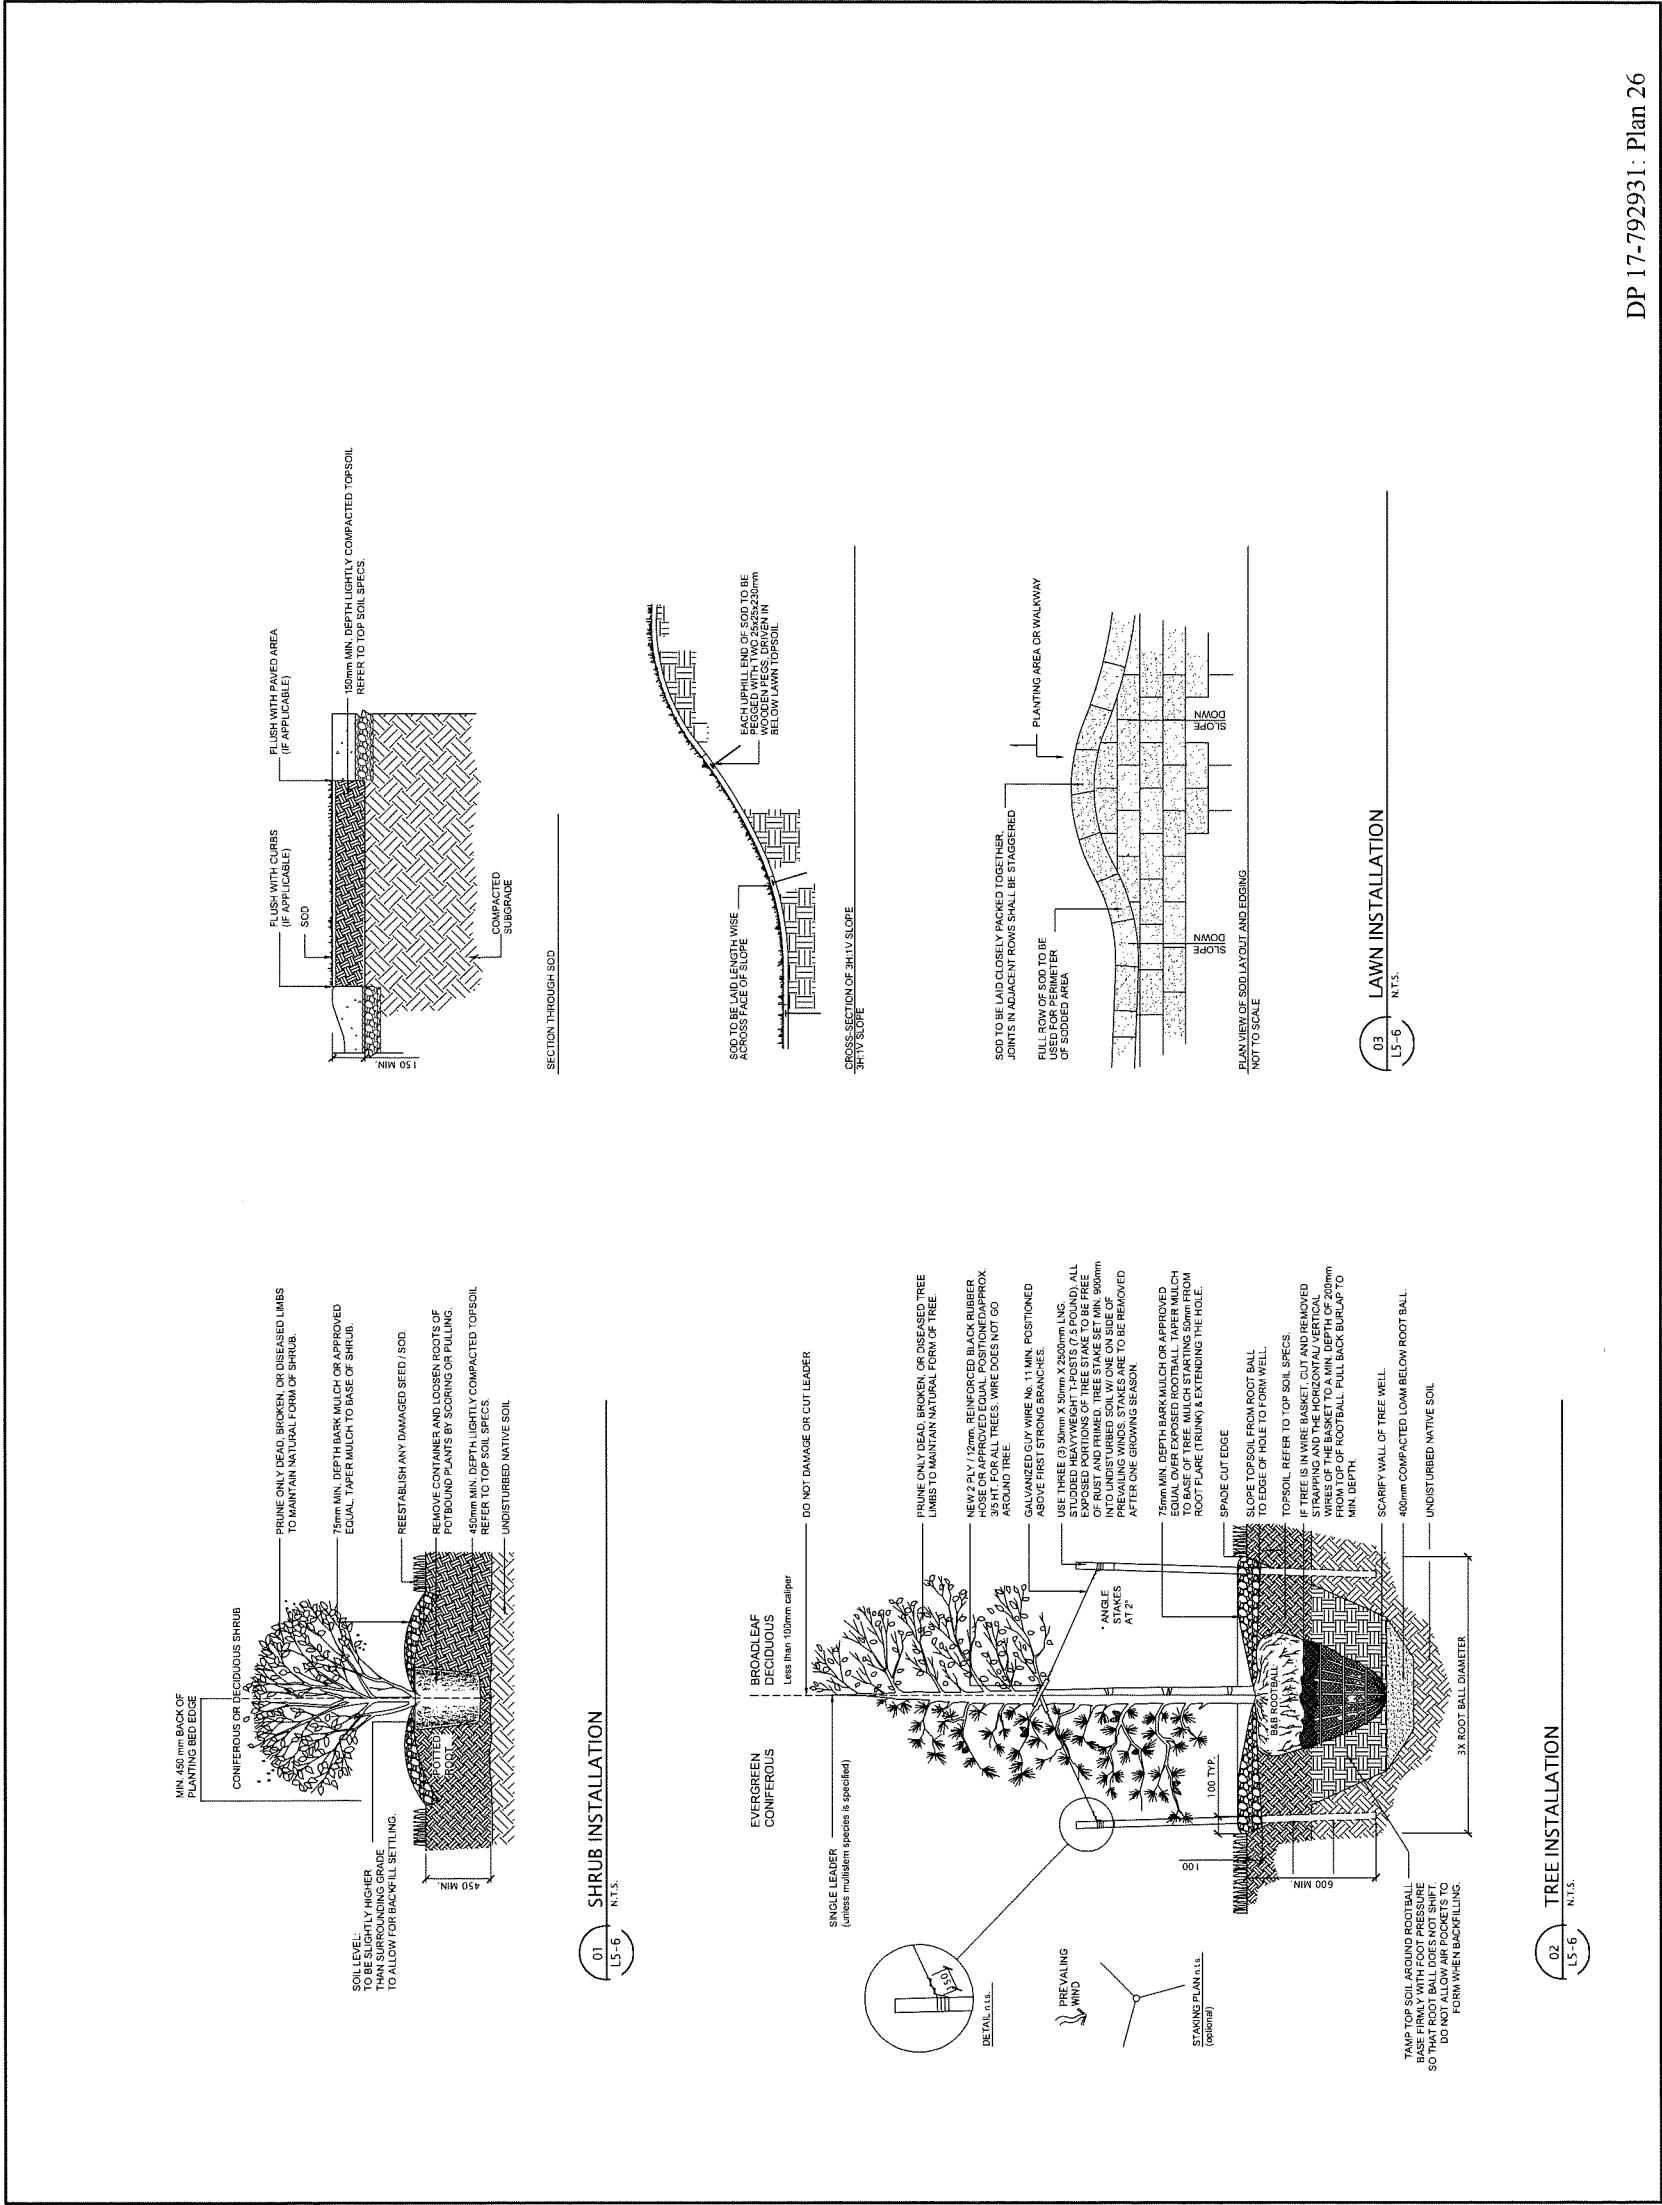 MIN. 450 mm BACK OF
PLANTING BED EDGE
CONIFEROUS OR DECIDUOUS SHRUB
PRUNE ONLY DEAD, BROKEN, OR DISEASED LIMBS
TO MAINTAIN NATURAL FORM OF SHRUB.
75mm MIN. DEPTH BARK MULCH OR APPROVED
EQUAL. TAPER MULCH TO BASE OF SHRUB.
REESTABLISH ANY DAMAGED SEED / SOD.
REMOVE CONTAINER AND LOOSEN ROOTS OF
POTBOUND PLANTS BY SCORING OR PULLING.
450mm MIN. DEPTH LIGHTLY COMPACTED TOPSOIL
REFER TO TOP SOIL SPECS.
UNDISTURBED NATIVE SOIL
SOIL LEVEL:
TO BE SLIGHTLY HIGHER
THAN SURROUNDING GRADE
TO ALLOW FOR BACKFILL SETTLING.
POTTED
ROOT
450 MIN.
01
L5-6
SHRUB INSTALLATION
N.T.S.
EVERGREEN
CONIFEROUS
BROADLEAF
DECIDUOUS
Less than 100mm caliper
SINGLE LEADER
(unless multistem species is specified)
DO NOT DAMAGE OR CUT LEADER
PRUNE ONLY DEAD, BROKEN, OR DISEASED TREE
LIMBS TO MAINTAIN NATURAL FORM OF TREE.
NEW 2 PLY / 12mm, REINFORCED BLACK RUBBER
HOSE OR APPROVED EQUAL. POSITIONEDAPPROX.
3/5 HT. FOR ALL TREES. WIRE DOES NOT GO
AROUND TREE.
GALVANIZED GUY WIRE No. 11 MIN. POSITIONED
ABOVE FIRST STRONG BRANCHES.
USE THREE (3) 50mm X 50mm X 2500mm LNG.
STUDDED HEAVYWEIGHT T-POSTS (7.5 POUND). ALL
EXPOSED PORTIONS OF TREE STAKE TO BE FREE
OF RUST AND PRIMED. TREE STAKE SET MIN. 900mm
INTO UNDISTURBED SOIL W/ ONE ON SIDE OF
PREVAILING WINDS. STAKES ARE TO BE REMOVED
AFTER ONE GROWING SEASON.
* ANGLE
STAKES
AT 2°
75mm MIN. DEPTH BARK MULCH OR APPROVED
EQUAL OVER EXPOSED ROOTBALL. TAPER MULCH
TO BASE OF TREE. MULCH STARTING 50mm FROM
ROOT FLARE (TRUNK) & EXTENDING THE HOLE.
SPADE CUT EDGE
SLOPE TOPSOIL FROM ROOT BALL
TO EDGE OF HOLE TO FORM WELL.
TOPSOIL. REFER TO TOP SOIL SPECS.
IF TREE IS IN WIRE BASKET, CUT AND REMOVED
STRAPPING AND THE HORIZONTAL/ VERTICAL
WIRES OF THE BASKET TO A MIN. DEPTH OF 200mm
FROM TOP OF ROOTBALL. PULL BACK BURLAP TO
MIN. DEPTH.
SCARIFY WALL OF TREE WELL.
400mm COMPACTED LOAM BELOW ROOT BALL.
UNDISTURBED NATIVE SOIL
B&B ROOTBALL
100 TYP.
100
600 MIN.
3X ROOT BALL DIAMETER
TAMP TOP SOIL AROUND ROOTBALL
BASE FIRMLY WITH FOOT PRESSURE
SO THAT ROOT BALL DOES NOT SHIFT.
DO NOT ALLOW AIR POCKETS TO
FORM WHEN BACKFILLING.
50
DETAIL n.t.s.
PREVALING
WIND
STAKING PLAN n.t.s.
(optional)
02
L5-6
TREE INSTALLATION
N.T.S.
FLUSH WITH CURBS
(IF APPLICABLE)
SOD
FLUSH WITH PAVED AREA
(IF APPLICABLE)
150mm MIN. DEPTH LIGHTLY COMPACTED TOPSOIL
REFER TO TOP SOIL SPECS.
150 MIN.
COMPACTED
SUBGRADE
SECTION THROUGH SOD
SOD TO BE LAID LENGTH WISE
ACROSS FACE OF SLOPE
EACH UPHILL END OF SOD TO BE
PEGGED WITH TWO 25x25x230mm
WOODEN PEGS, DRIVEN IN
BELOW LAWN TOPSOIL
CROSS-SECTION OF 3H:1V SLOPE
3H:1V SLOPE
SOD TO BE LAID CLOSELY PACKED TOGETHER.
JOINTS IN ADJACENT ROWS SHALL BE STAGGERED
FULL ROW OF SOD TO BE
USED FOR PERIMETER
OF SODDED AREA
PLANTING AREA OR WALKWAY
SLOPE
DOWN
SLOPE
DOWN
PLAN VIEW OF SOD LAYOUT AND EDGING
NOT TO SCALE
03
L5-6
LAWN INSTALLATION
N.T.S.
DP 17-792931: Plan 26